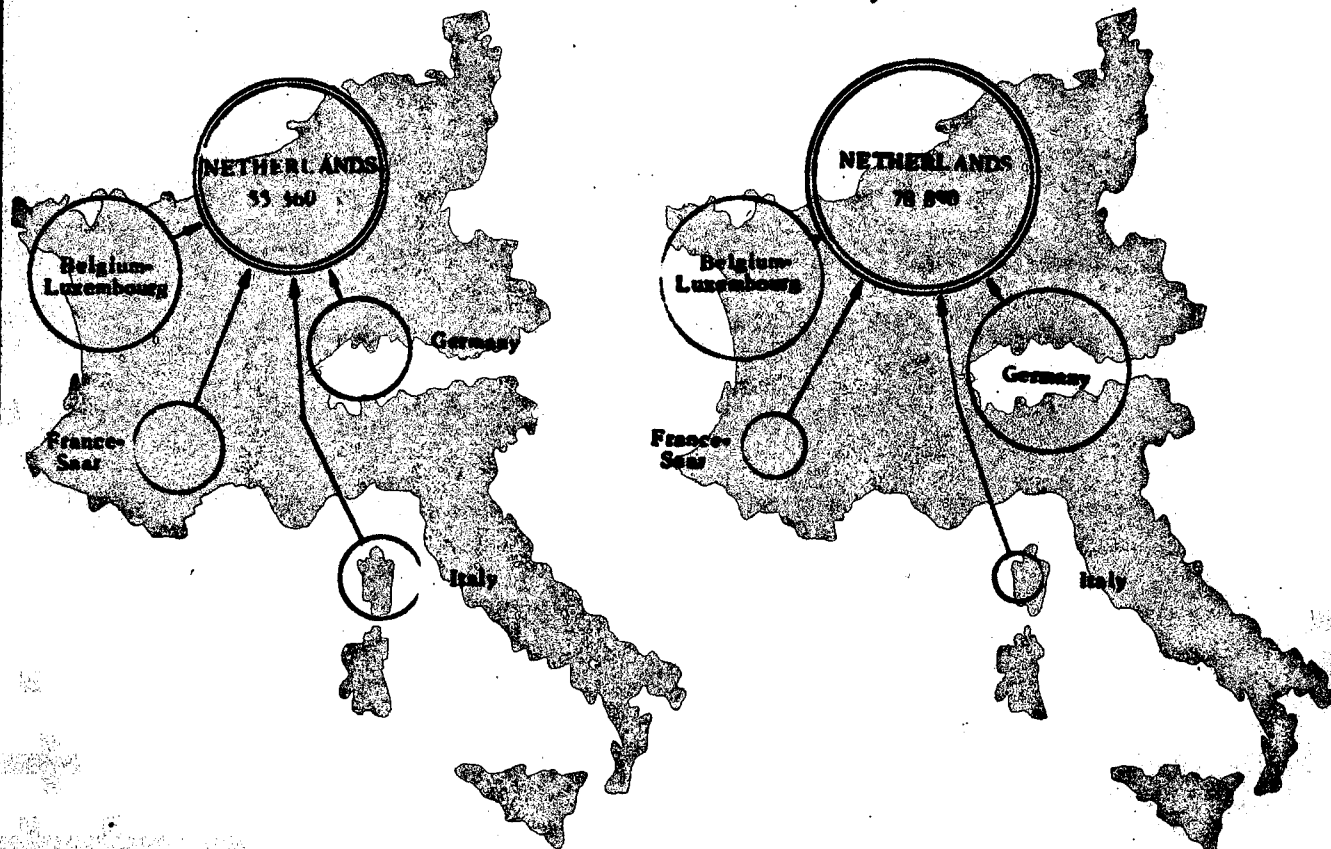 NETHERLANDS
Belgium-
Luxembourg
Germany
France-
Saar
Italy
NETHERLANDS
Belgium-
Luxembourg
Germany
France-
Saar
Italy